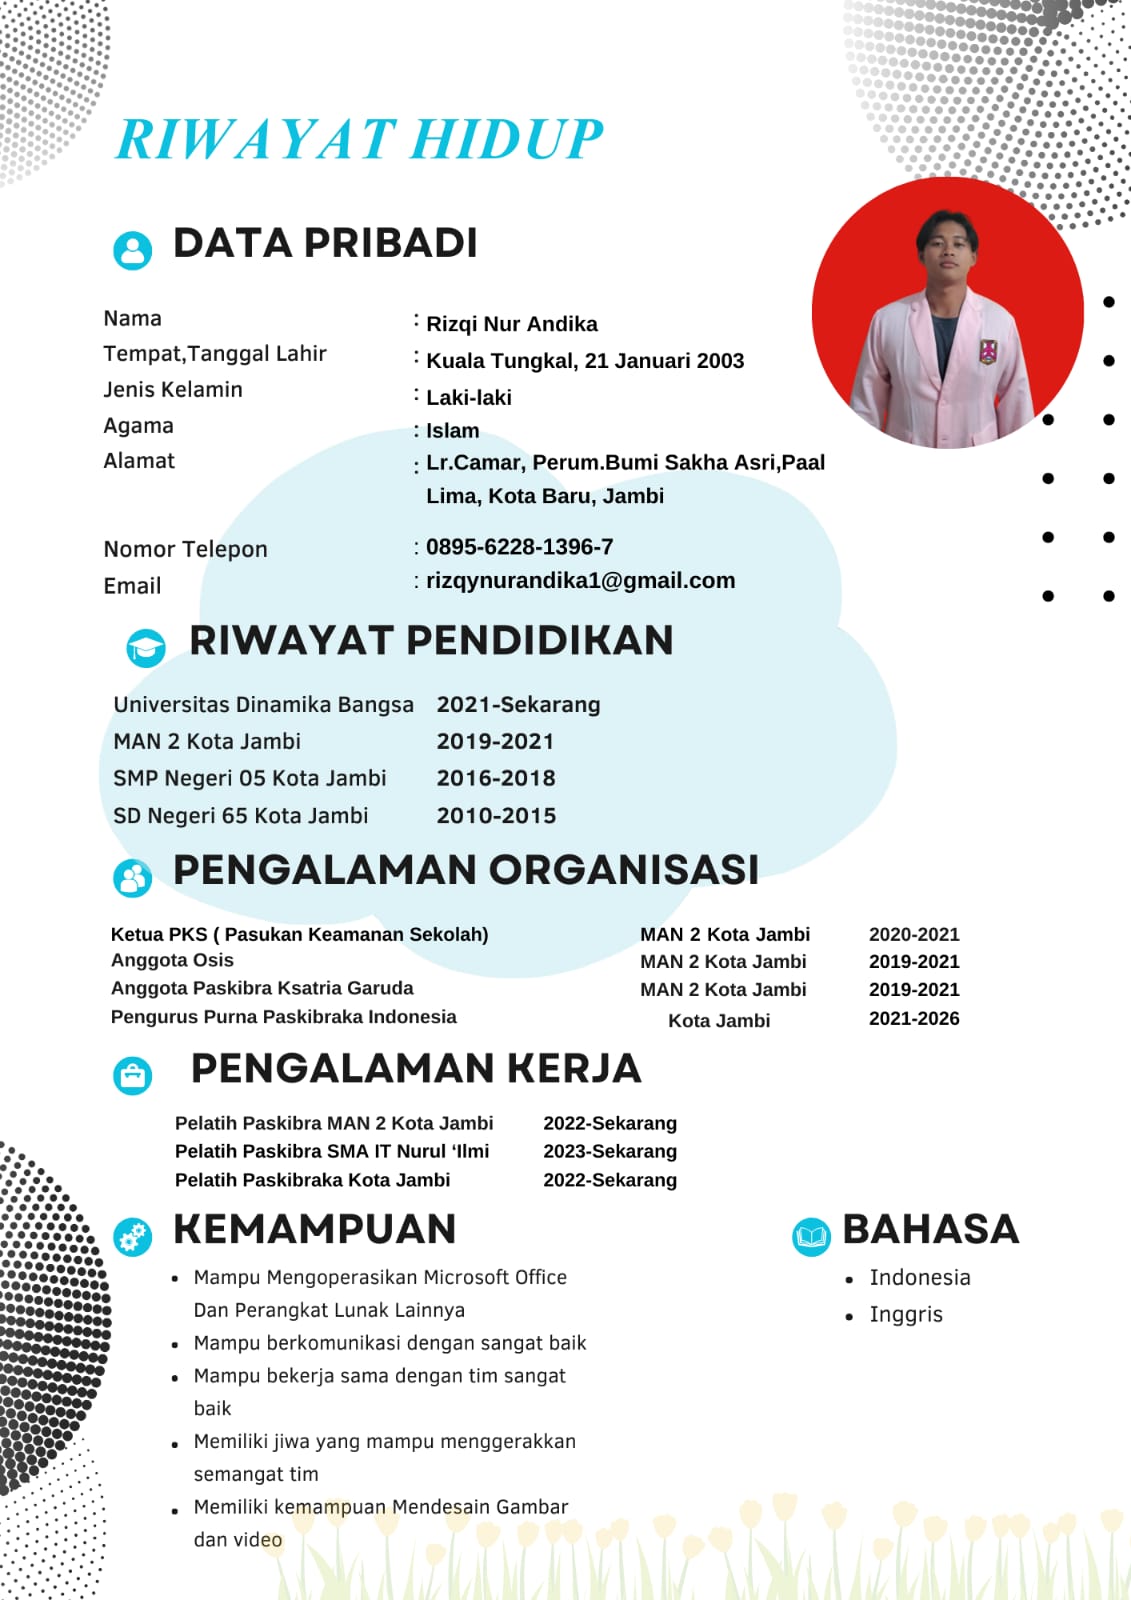 RIWAYAT HIDUP
DATA PRIBADI
Nama : Rizqi Nur Andika
Tempat,Tanggal Lahir : Kuala Tungkal, 21 Januari 2003
Jenis Kelamin : Laki-laki
Agama : Islam
Alamat : Lr.Camar, Perum.Bumi Sakha Asri,Paal
Lima, Kota Baru, Jambi
Nomor Telepon : 0895-6228-1396-7
Email : rizqynurandika1@gmail.com
RIWAYAT PENDIDIKAN
Universitas Dinamika Bangsa 2021-Sekarang
MAN 2 Kota Jambi 2019-2021
SMP Negeri 05 Kota Jambi 2016-2018
SD Negeri 65 Kota Jambi 2010-2015
PENGALAMAN ORGANISASI
Ketua PKS ( Pasukan Keamanan Sekolah) MAN 2 Kota Jambi 2020-2021
Anggota Osis MAN 2 Kota Jambi 2019-2021
Anggota Paskibra Ksatria Garuda MAN 2 Kota Jambi 2019-2021
Pengurus Purna Paskibraka Indonesia Kota Jambi 2021-2026
PENGALAMAN KERJA
Pelatih Paskibra MAN 2 Kota Jambi 2022-Sekarang
Pelatih Paskibra SMA IT Nurul ‘Ilmi 2023-Sekarang
Pelatih Paskibraka Kota Jambi 2022-Sekarang
KEMAMPUAN
• Mampu Mengoperasikan Microsoft Office
Dan Perangkat Lunak Lainnya
• Mampu berkomunikasi dengan sangat baik
• Mampu bekerja sama dengan tim sangat
baik
• Memiliki jiwa yang mampu menggerakkan
semangat tim
• Memiliki kemampuan Mendesain Gambar
dan video
BAHASA
• Indonesia
• Inggris